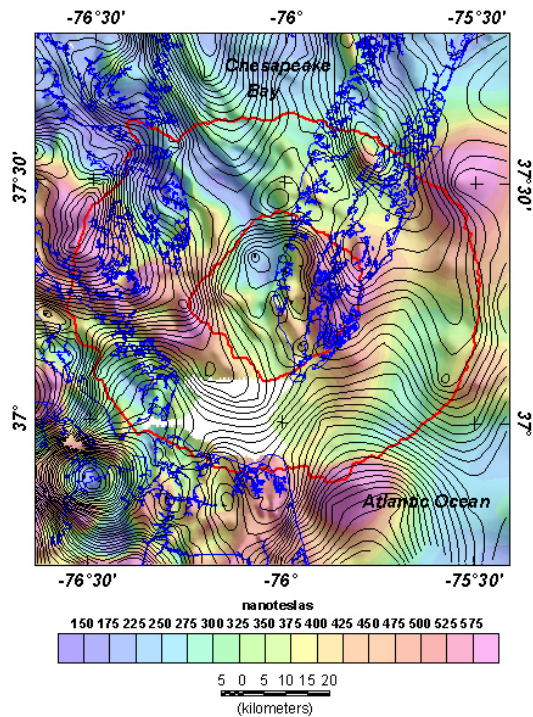 -76°30' -76° -75°30'
Chesapeake
Bay
37°30' 37°30'
37° 37°
Atlantic Ocean
-76°30' -76° -75°30'
nanoteslas
150 175 225 250 275 300 325 350 375 400 425 450 475 500 525 575
5 0 5 10 15 20
(kilometers)